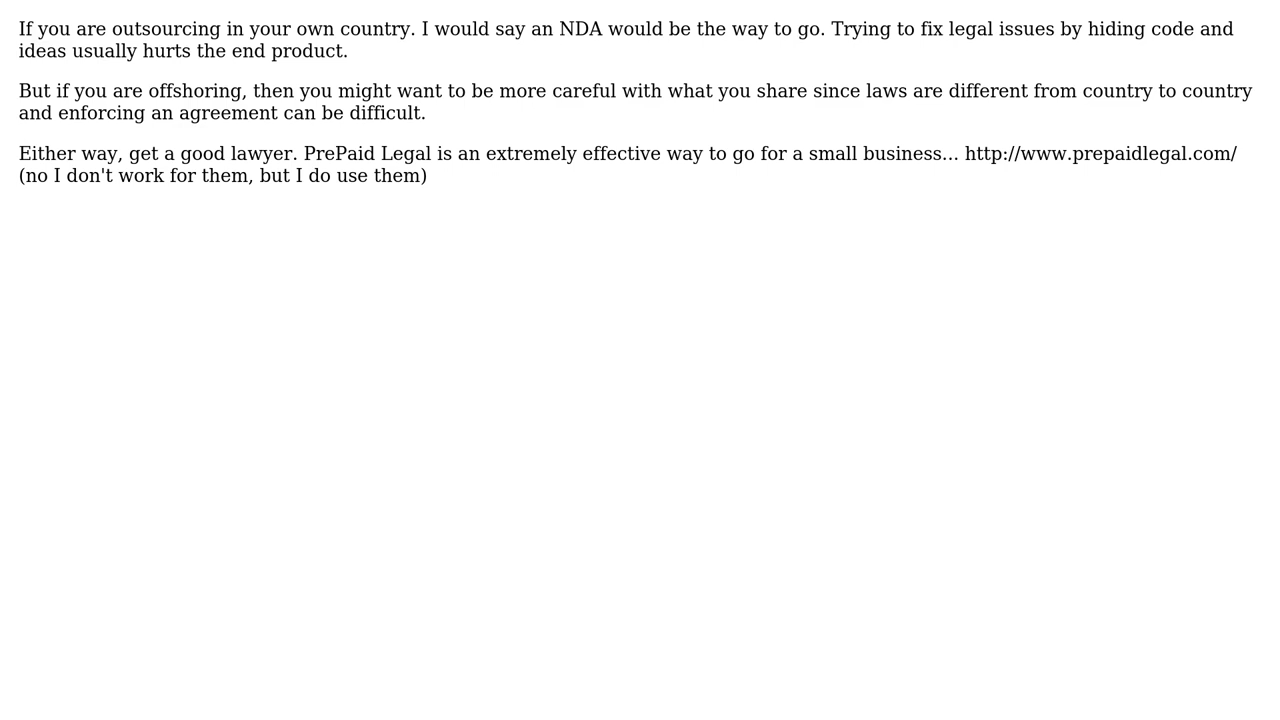 If you are outsourcing in your own country. I would say an NDA would be the way to go. Trying to fix legal issues by hiding code and
ideas usually hurts the end product.
But if you are offshoring, then you might want to be more careful with what you share since laws are different from country to country
and enforcing an agreement can be difficult.
Either way, get a good lawyer. PrePaid Legal is an extremely effective way to go for a small business... http://www.prepaidlegal.com/
(no I don't work for them, but I do use them)